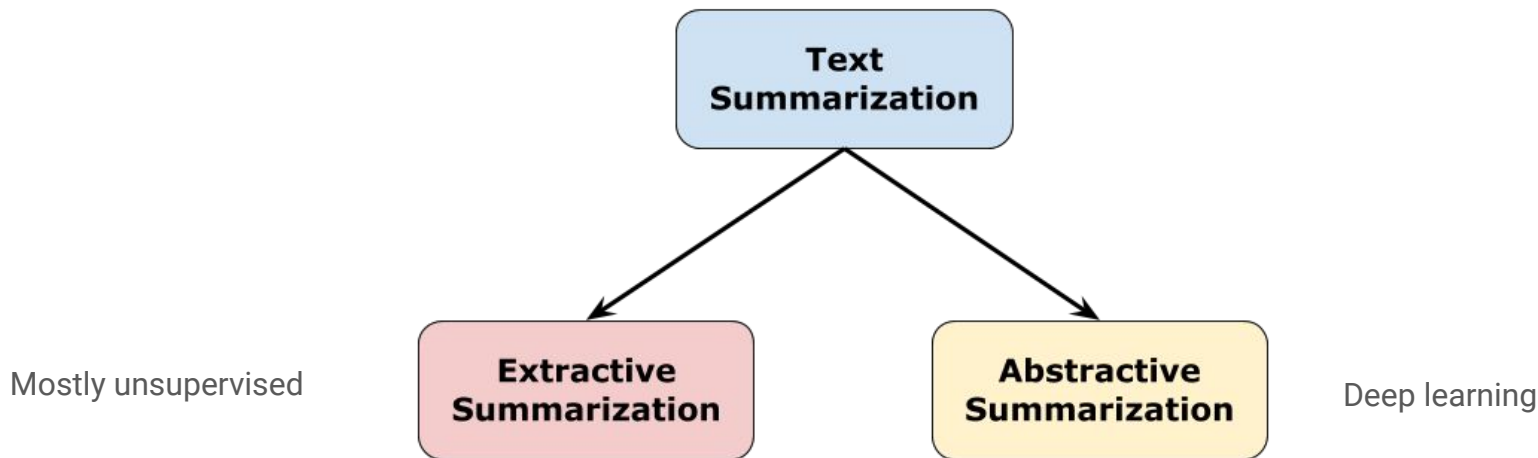 Text
Summarization
Mostly unsupervised
Extractive
Summarization
Abstractive
Summarization
Deep learning